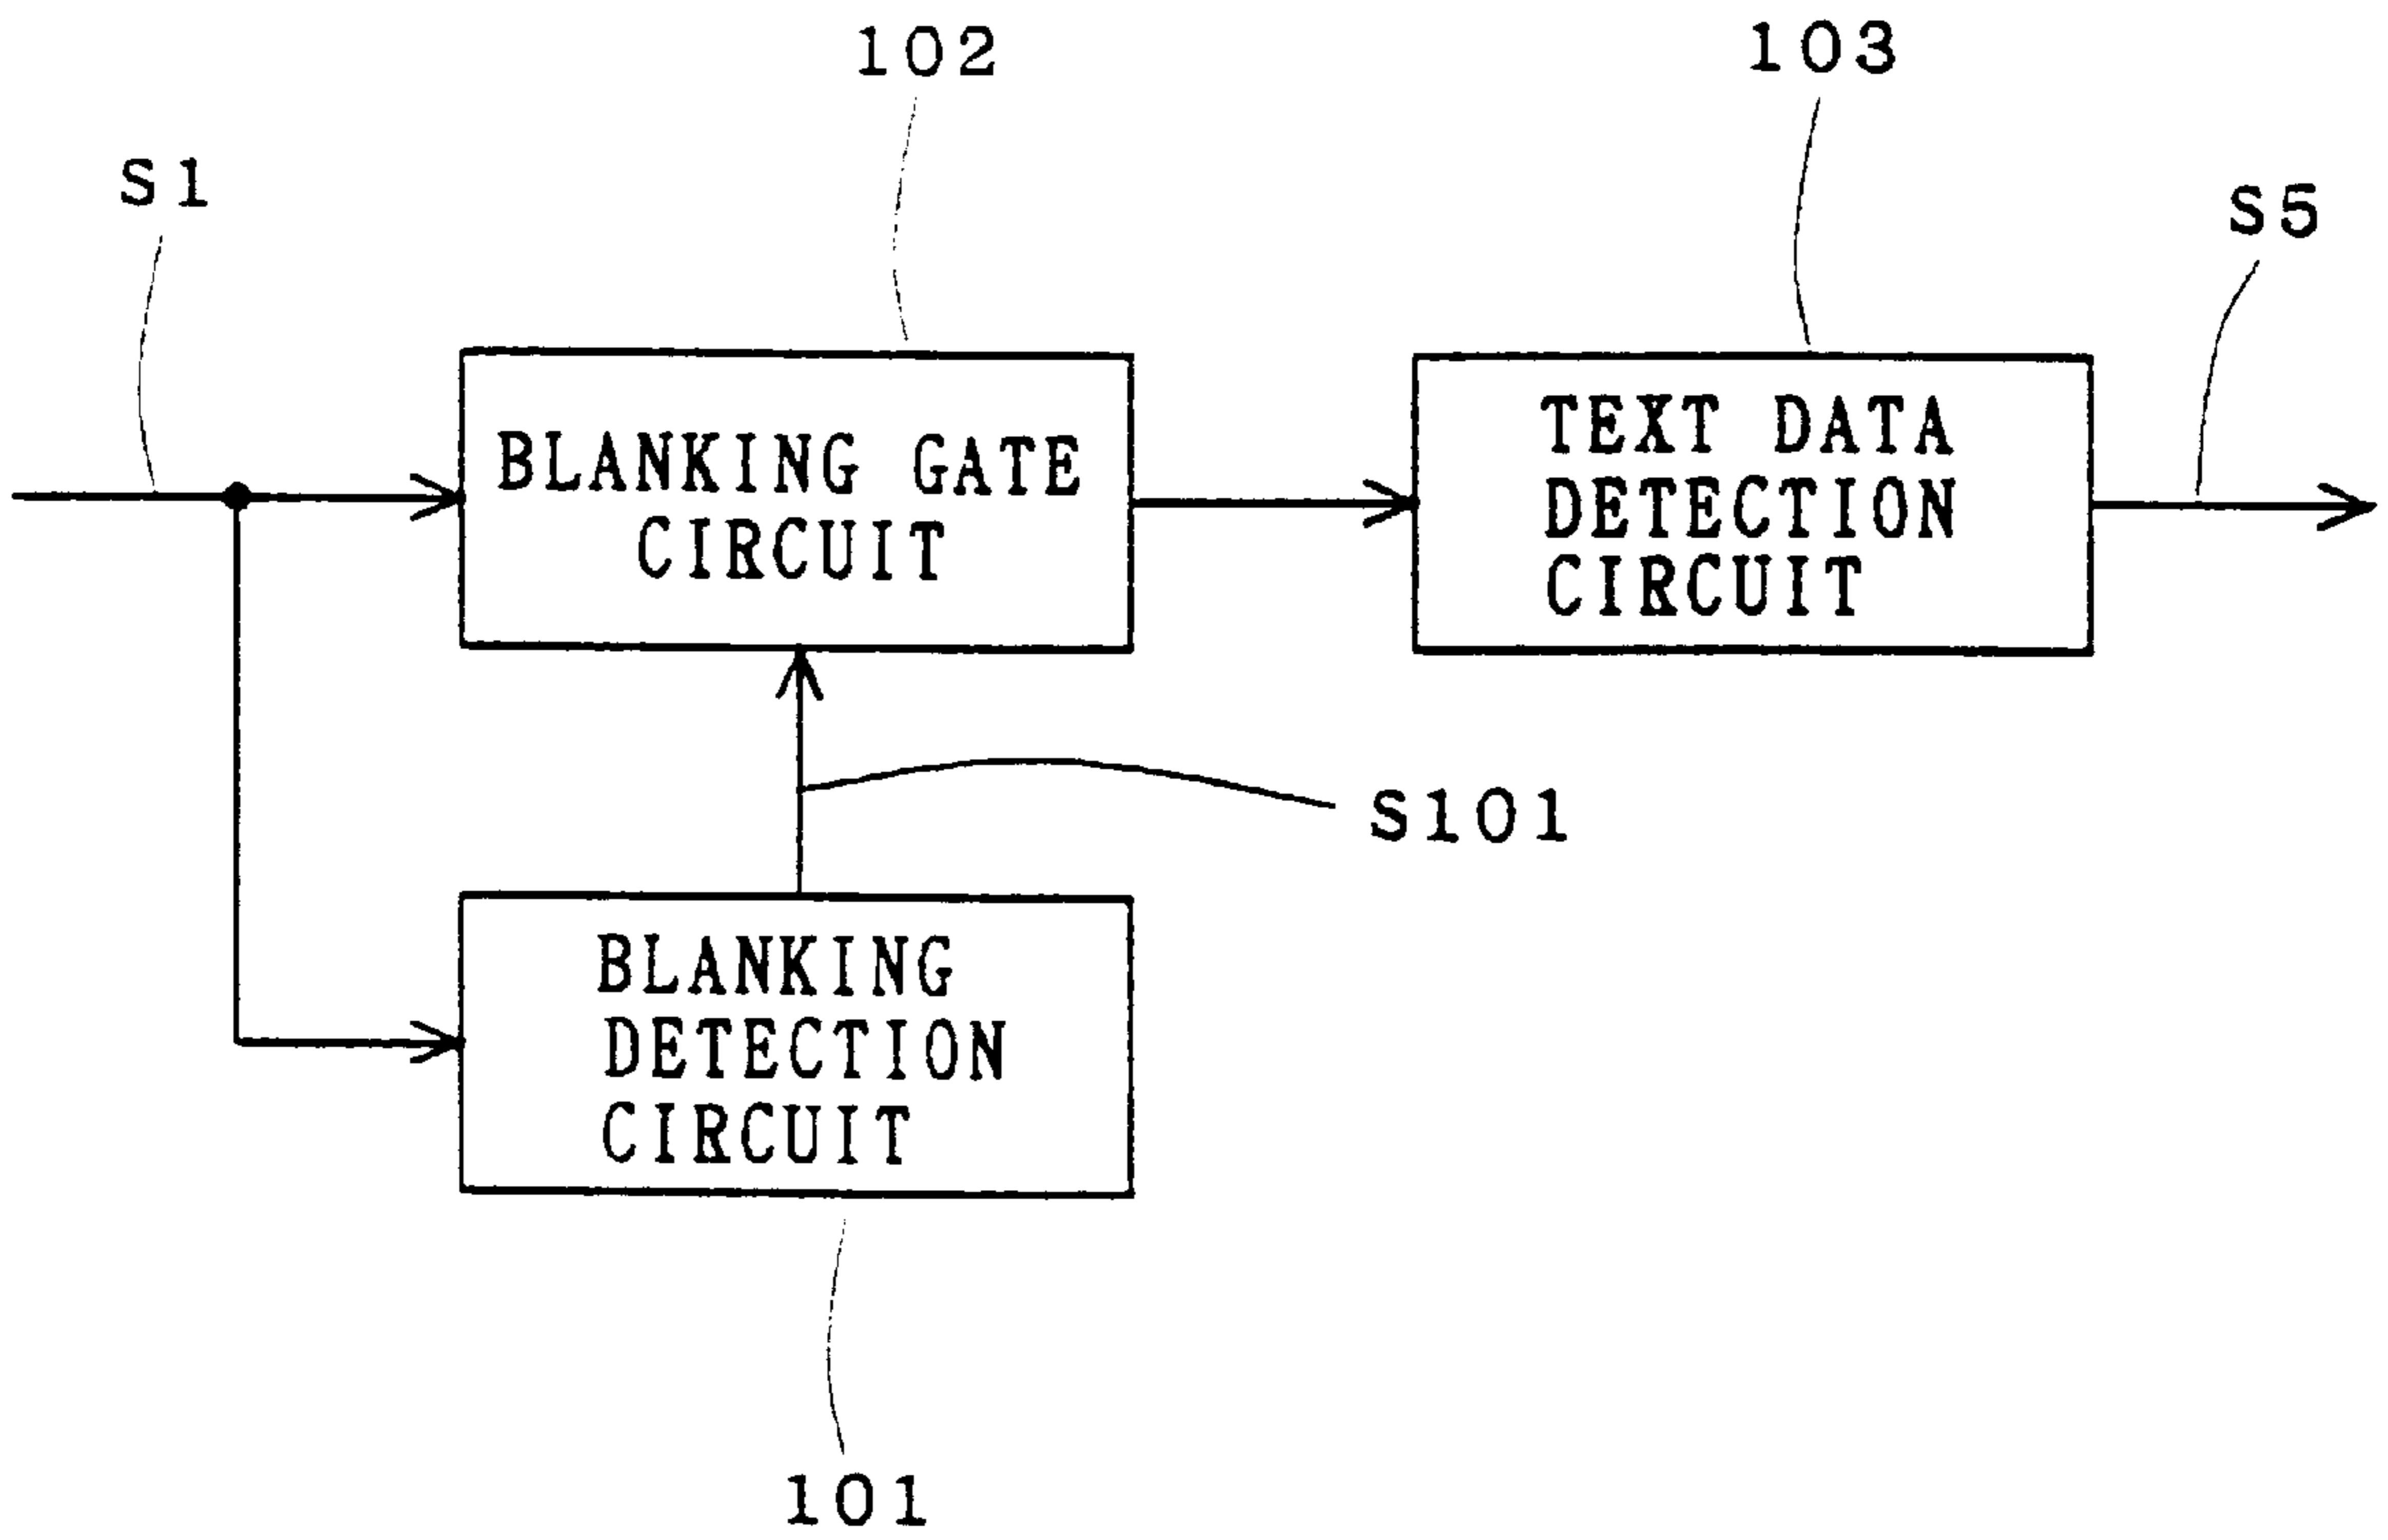 102
103
S1
S5
BLANKING GATE
CIRCUIT
TEXT DATA
DETECTION
CIRCUIT
S101
BLANKING
DETECTION
CIRCUIT
101